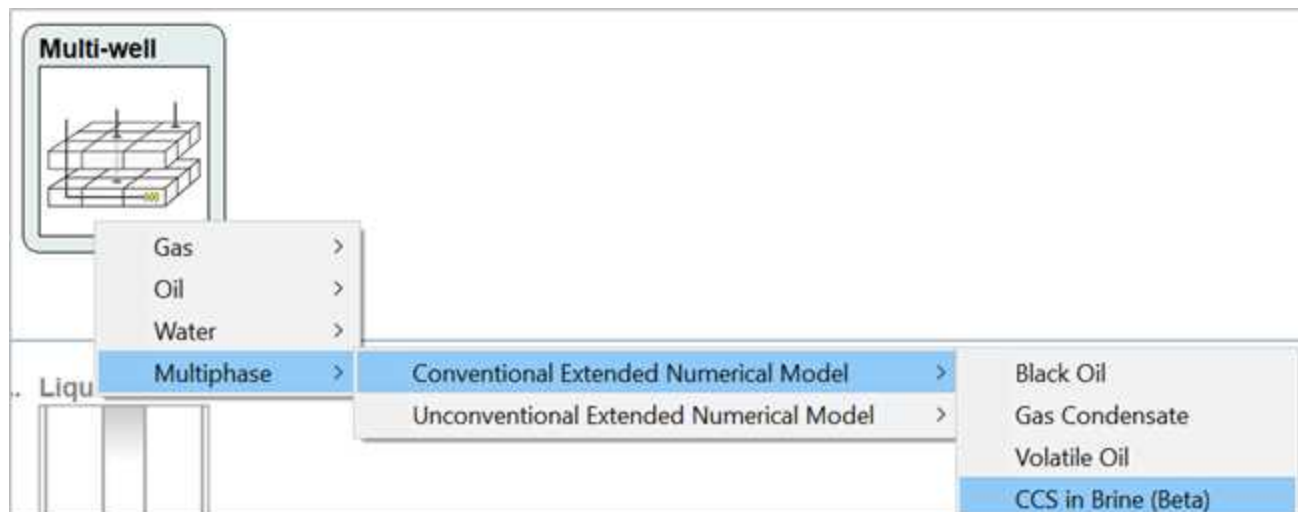 Multi-well
Gas
Oil
Water
.. Liqu
Multiphase
Conventional Extended Numerical Model
Unconventional Extended Numerical Model
Black Oil
Gas Condensate
Volatile Oil
CCS in Brine (Beta)